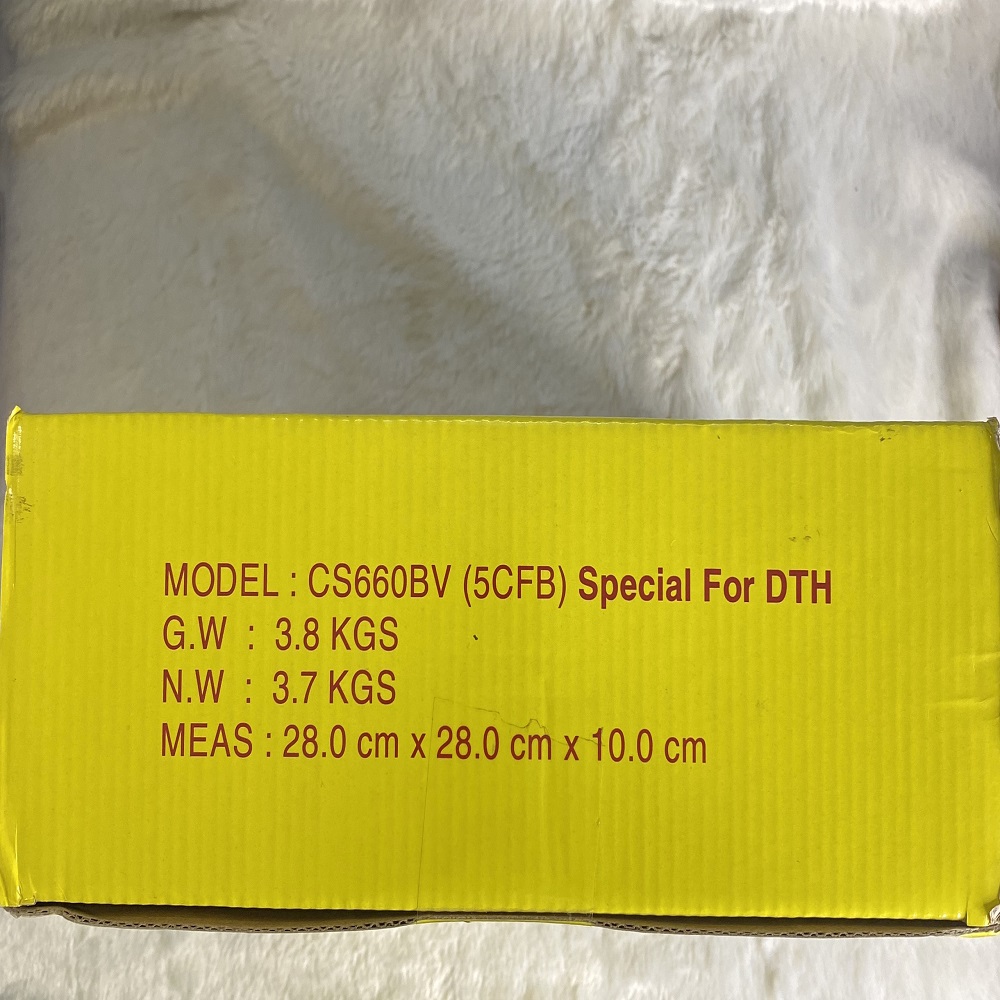 MODEL : CS660BV (5CFB) Special For DTH
G.W : 3.8 KGS
N.W : 3.7 KGS
MEAS : 28.0 cm x 28.0 cm x 10.0 cm